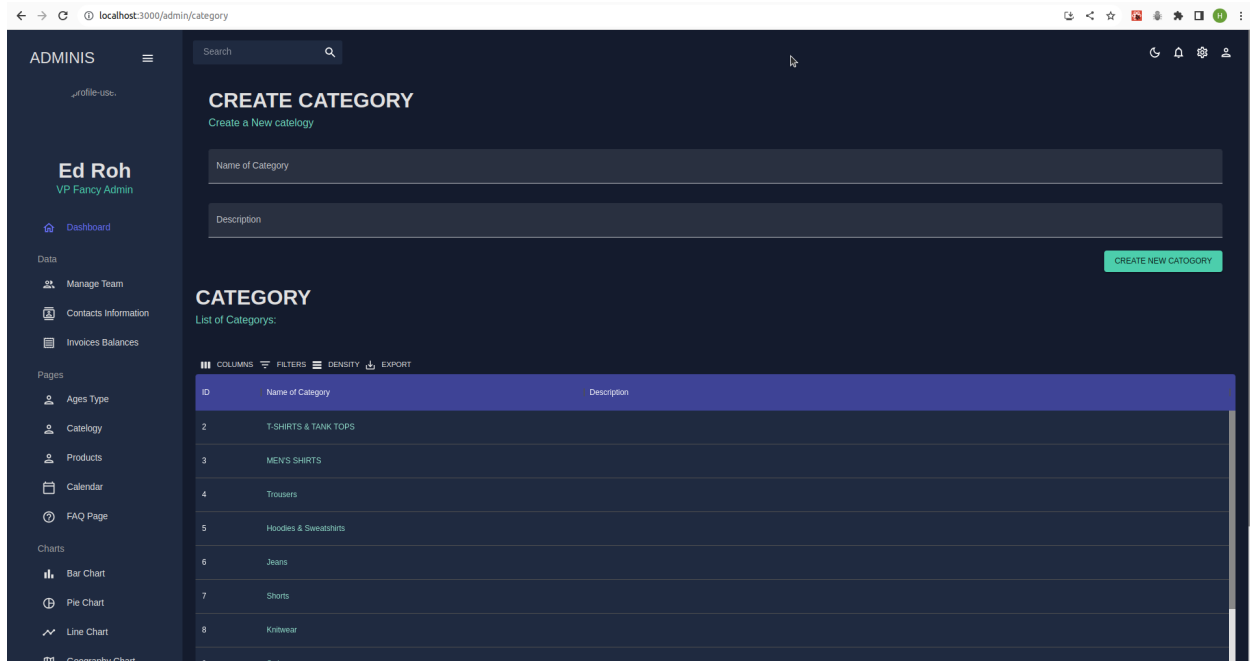 localhost:3000/admin/category
H
ADMINIS
Search
Ed Roh
VP Fancy Admin
Dashboard
Data
Manage Team
Contacts Information
Invoices Balances
Pages
Ages Type
Catelogy
Products
Calendar
FAQ Page
Charts
Bar Chart
Pie Chart
Line Chart
Geography Chart
CREATE CATEGORY
Create a New catelogy
Name of Category
Description
CREATE NEW CATOGORY
CATEGORY
List of Categorys:
COLUMNS FILTERS DENSITY EXPORT
ID Name of Category Description
2 T-SHIRTS & TANK TOPS
3 MEN'S SHIRTS
4 Trousers
5 Hoodies & Sweatshirts
6 Jeans
7 Shorts
8 Knitwear